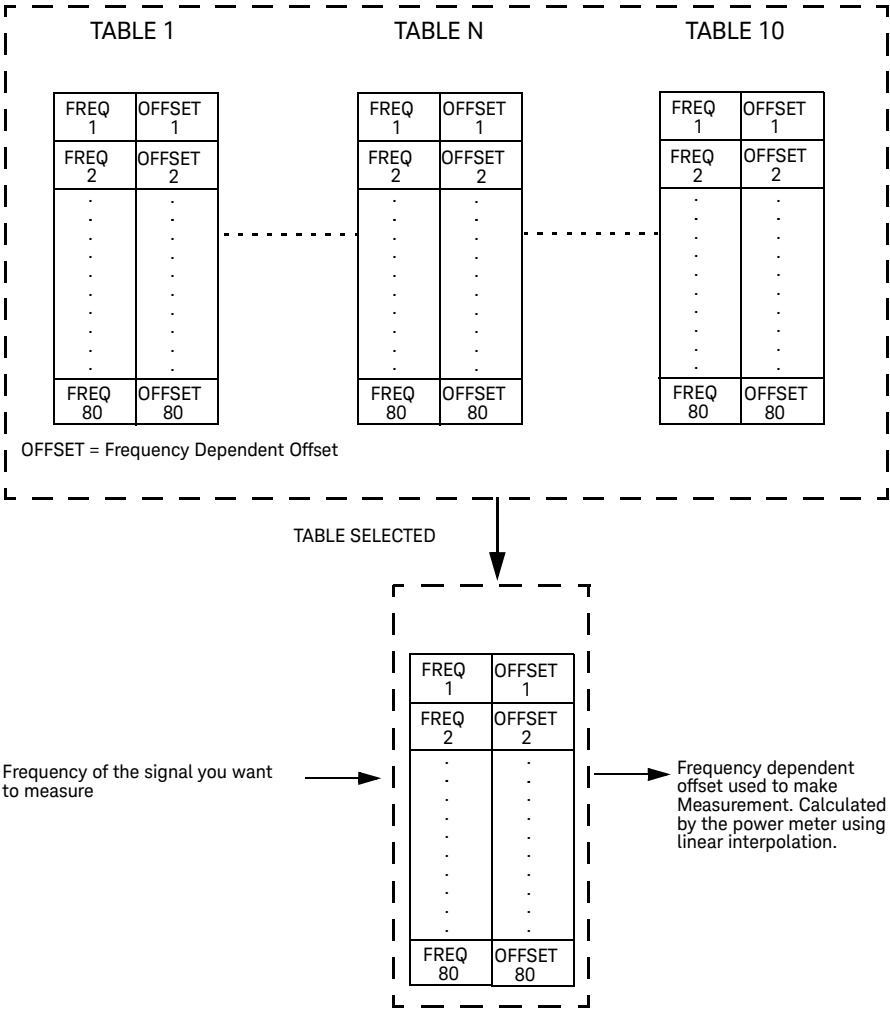 TABLE 1
TABLE N
TABLE 10
FREQ
1
OFFSET
1
FREQ
2
OFFSET
2
FREQ
80
OFFSET
80
FREQ
1
OFFSET
1
FREQ
2
OFFSET
2
FREQ
80
OFFSET
80
FREQ
1
OFFSET
1
FREQ
2
OFFSET
2
FREQ
80
OFFSET
80
OFFSET = Frequency Dependent Offset
TABLE SELECTED
FREQ
1
OFFSET
1
FREQ
2
OFFSET
2
FREQ
80
OFFSET
80
Frequency of the signal you want
to measure
Frequency dependent
offset used to make
Measurement. Calculated
by the power meter using
linear interpolation.